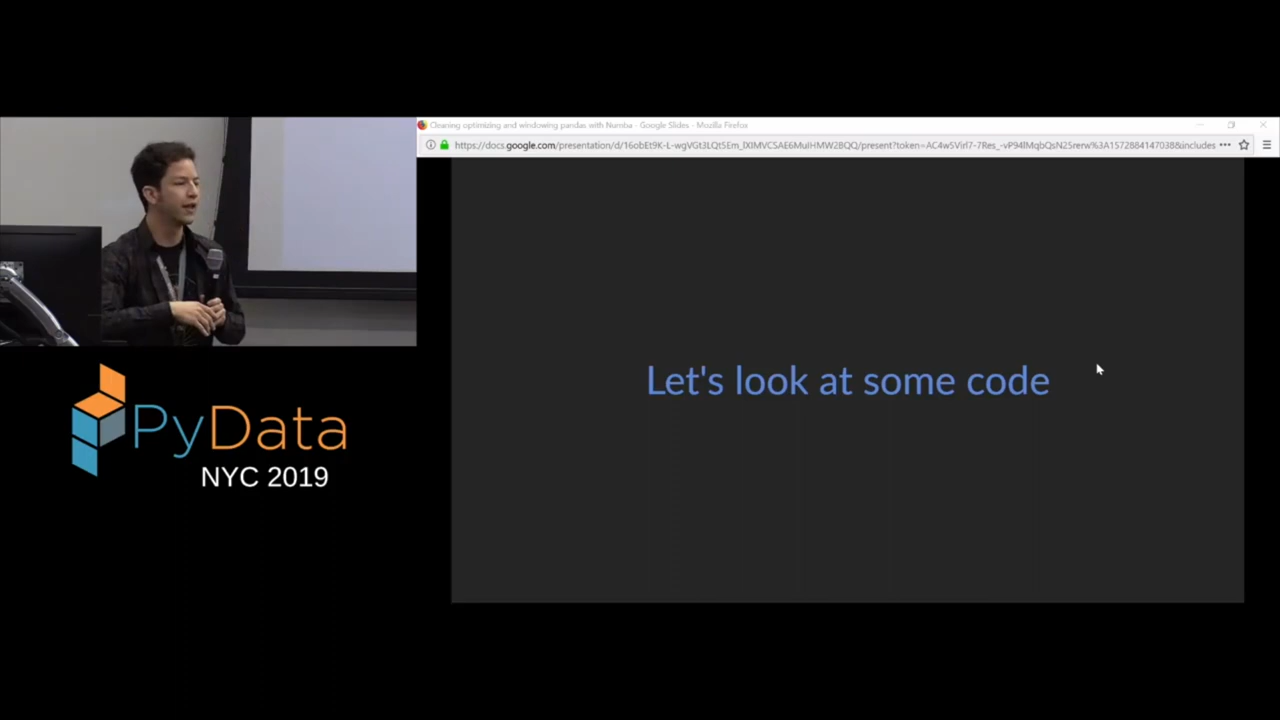 Cleaning optimizing and windowing pandas with Numba - Google Slides - Mozilla Firefox
Let's look at some code
PyData
NYC 2019